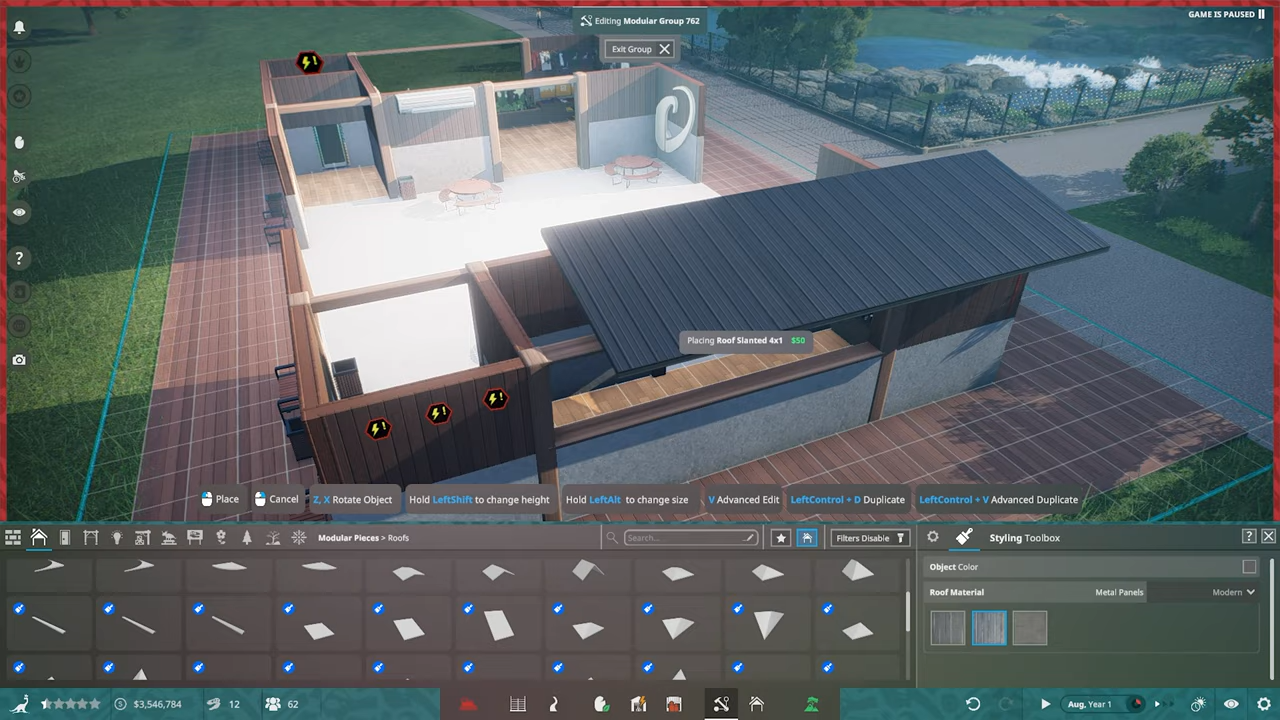 Editing Modular Group 762
GAME IS PAUSED
Exit Group
?
Placing Roof Slanted 4x1 $50
Place
Cancel
Z, X Rotate Object
Hold LeftShift to change height
Hold LeftAlt to change size
V Advanced Edit
LeftControl + D Duplicate
LeftControl + V Advanced Duplicate
Modular Pieces > Roofs
Search...
Filters Disable
Styling Toolbox
?
Object Color
Roof Material
Metal Panels
Modern
$3,546,784
12
62
Aug, Year 1